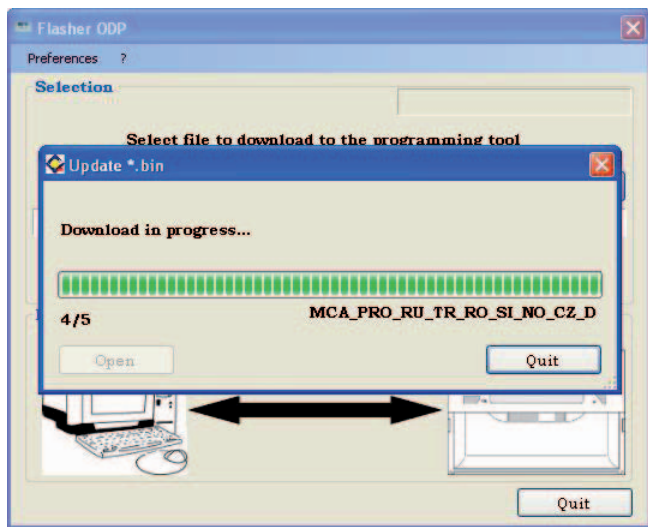 Flasher ODP
Preferences ?
Selection
Select file to download to the programming tool
Update *.bin
Download in progress...
4/5
MCA_PRO_RU_TR_RO_SI_NO_CZ_D
Open
Quit
Quit